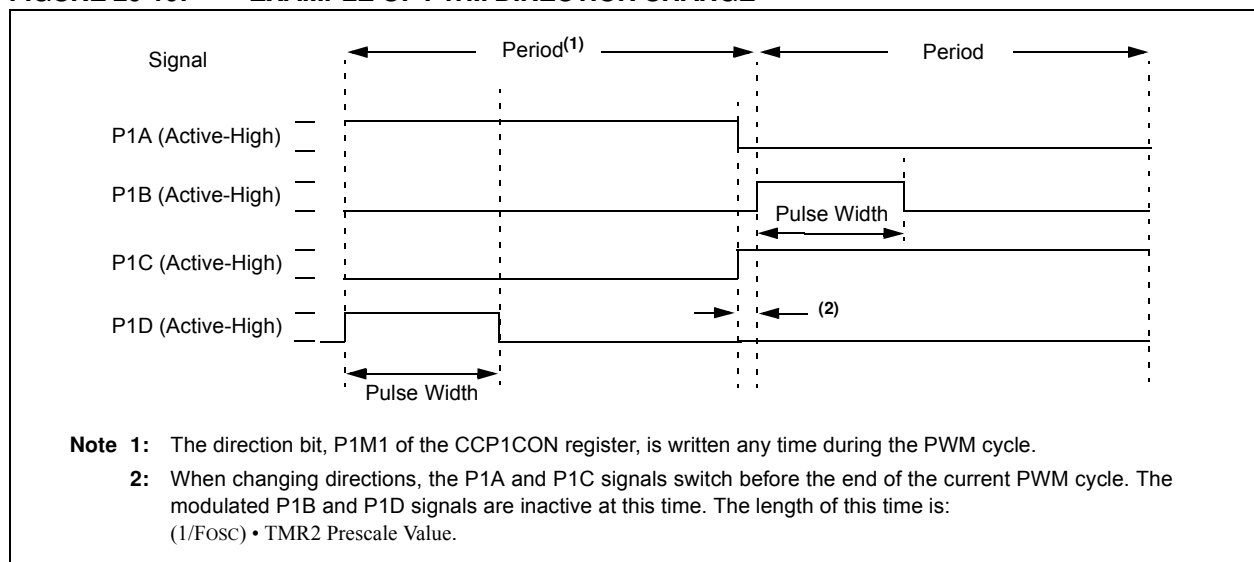 Signal
Period(1)
Period
P1A (Active-High)
P1B (Active-High)
Pulse Width
P1C (Active-High)
(2)
P1D (Active-High)
Pulse Width
Note 1: The direction bit, P1M1 of the CCP1CON register, is written any time during the PWM cycle.
2: When changing directions, the P1A and P1C signals switch before the end of the current PWM cycle. The
modulated P1B and P1D signals are inactive at this time. The length of this time is:
(1/FOSC) • TMR2 Prescale Value.